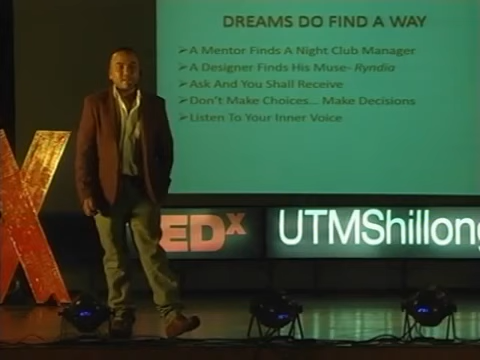 DREAMS DO FIND A WAY
➢A Mentor Finds A Night Club Manager
➢A Designer Finds His Muse- Ryndia
➢Ask And You Shall Receive
➢Don't Make Choices... Make Decisions
➢Listen To Your Inner Voice
X
EDX
UTMShillong